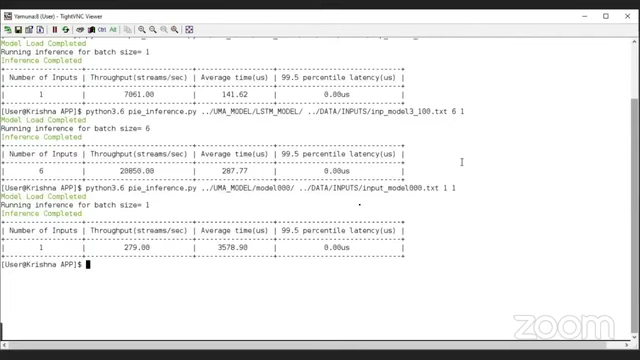 Yamuna:8 (User) - TightVNC Viewer
Ctrl Alt
Model Load Completed
Running inference for batch size= 1
Inference Completed
| Number of Inputs | Throughput(streams/sec) | Average time(us) | 99.5 percentile latency(us) |
| 1 | 7061.00 | 141.62 | 0.00us |
[User@Krishna APP]$ python3.6 pie_inference.py ../UMA_MODEL/LSTM_MODEL/ ../DATA/INPUTS/inp_model3_100.txt 6 1
Model Load Completed
Running inference for batch size= 6
Inference Completed
| Number of Inputs | Throughput(streams/sec) | Average time(us) | 99.5 percentile latency(us) |
| 6 | 20850.00 | 287.77 | 0.00us |
[User@Krishna APP]$ python3.6 pie_inference.py ../UMA_MODEL/model000/ ../DATA/INPUTS/input_model000.txt 1 1
Model Load Completed
Running inference for batch size= 1
Inference Completed
| Number of Inputs | Throughput(streams/sec) | Average time(us) | 99.5 percentile latency(us) |
| 1 | 279.00 | 3578.90 | 0.00us |
[User@Krishna APP]$
zoom